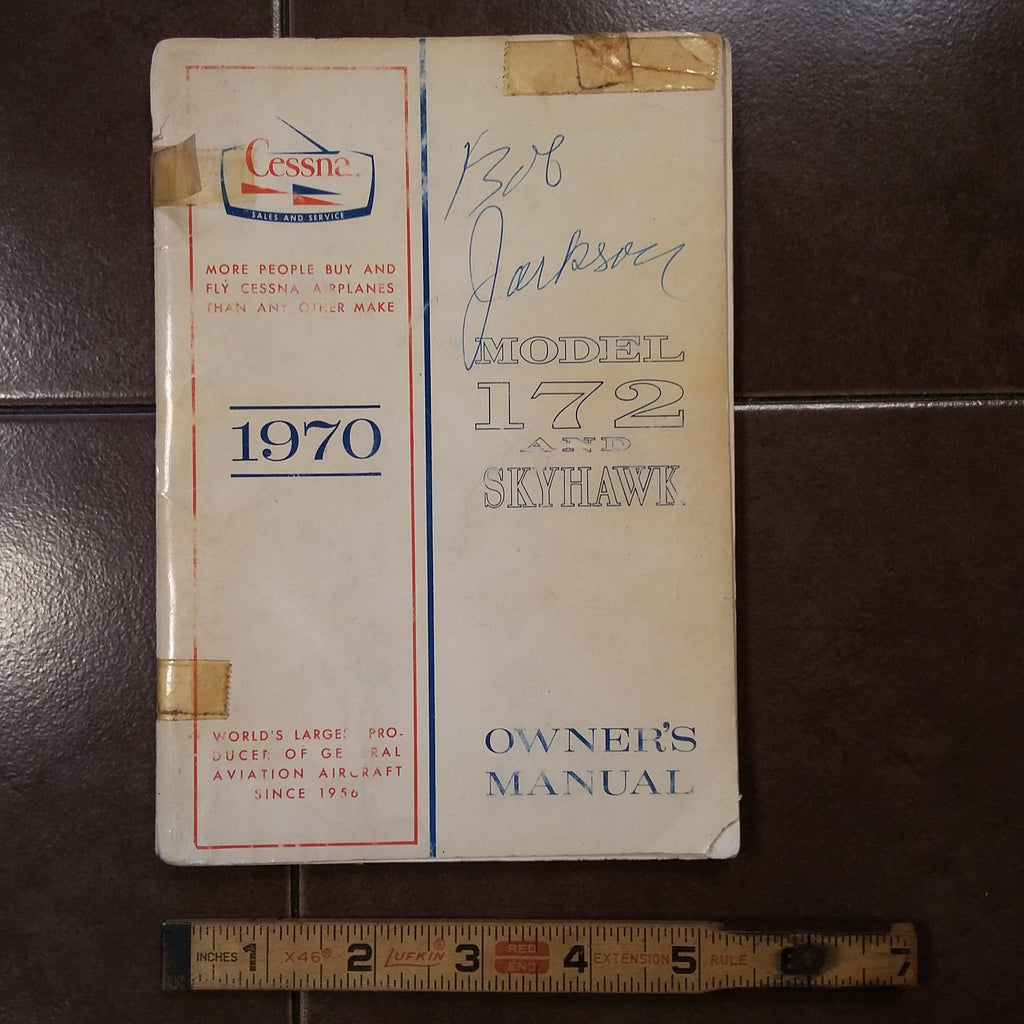 Cessna®
SALES AND SERVICE
MORE PEOPLE BUY AND
FLY CESSNA AIRPLANES
THAN ANY OTHER MAKE
1970
WORLD'S LARGEST PRO-
DUCER OF GENERAL
AVIATION AIRCRAFT
SINCE 1956
Bob
Jackson
MODEL
172
AND
SKYHAWK
OWNER'S
MANUAL
INCHES 1 X46® 2 LUFKIN® 3 RED END 4 EXTENSION 5 RULE 6 7